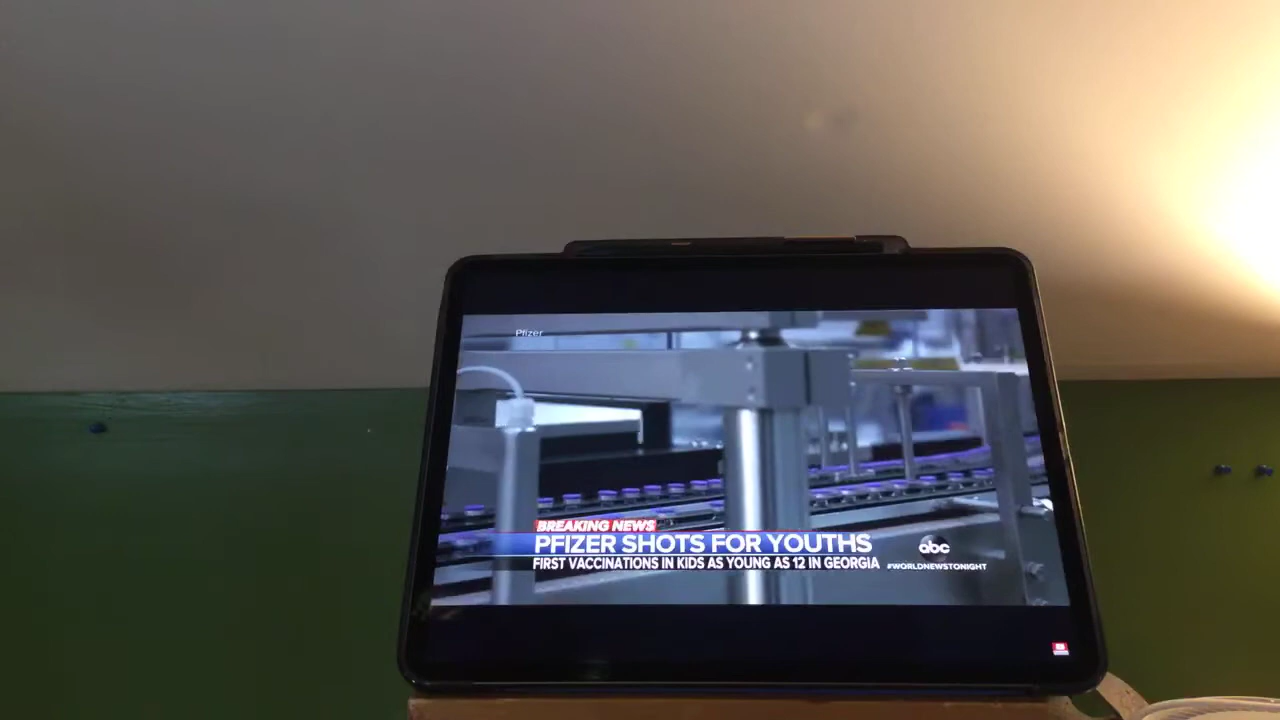 Pfizer
BREAKING NEWS
PFIZER SHOTS FOR YOUTHS
FIRST VACCINATIONS IN KIDS AS YOUNG AS 12 IN GEORGIA
abc
#WORLDNEWSTONIGHT